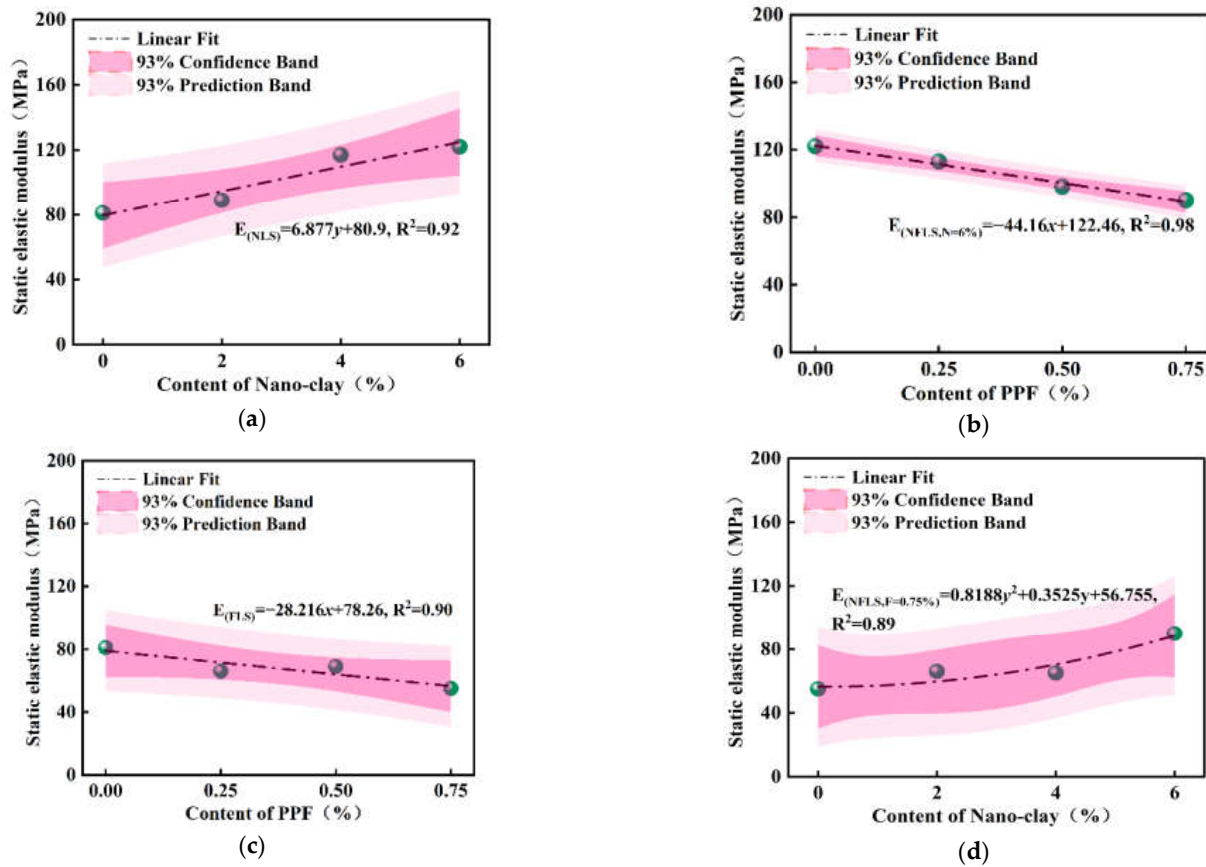 200
160
120
80
40
0
Static elastic modulus（MPa）
Linear Fit
93% Confidence Band
93% Prediction Band
E(NLS)=6.877y+80.9, R²=0.92
0 2 4 6
Content of Nano-clay（%）
(a)
200
160
120
80
40
0
Static elastic modulus（MPa）
Linear Fit
93% Confidence Band
93% Prediction Band
E(NFLS,N=6%)=−44.16x+122.46, R²=0.98
0.00 0.25 0.50 0.75
Content of PPF（%）
(b)
200
160
120
80
40
0
Static elastic modulus（MPa）
Linear Fit
93% Confidence Band
93% Prediction Band
E(FLS)=−28.216x+78.26, R²=0.90
0.00 0.25 0.50 0.75
Content of PPF（%）
(c)
200
160
120
80
40
0
Static elastic modulus（MPa）
Linear Fit
93% Confidence Band
93% Prediction Band
E(NFLS,F=0.75%)=0.8188y²+0.3525y+56.755,
R²=0.89
0 2 4 6
Content of Nano-clay（%）
(d)